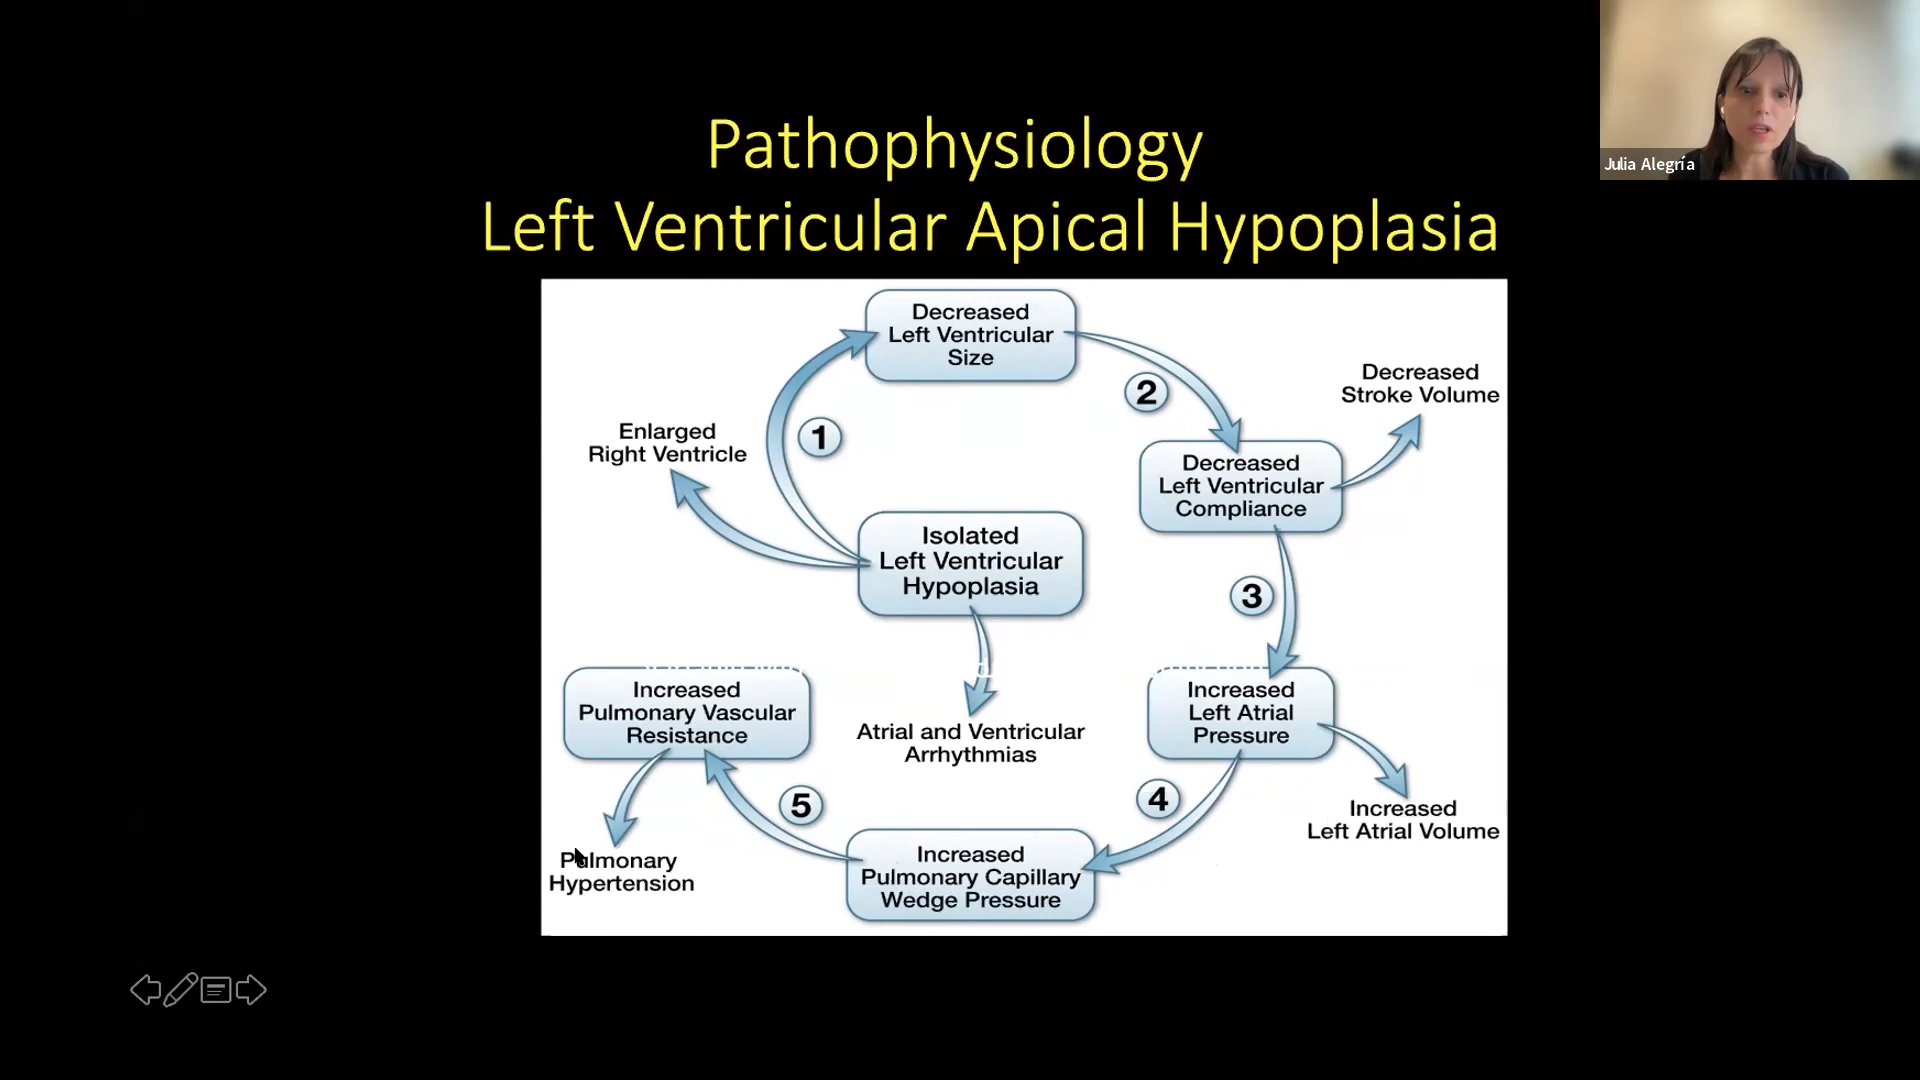 Julia Alegría
Pathophysiology
Left Ventricular Apical Hypoplasia
Decreased
Left Ventricular
Size
2
Decreased
Stroke Volume
Enlarged
Right Ventricle
1
Decreased
Left Ventricular
Compliance
Isolated
Left Ventricular
Hypoplasia
3
Increased
Pulmonary Vascular
Resistance
Atrial and Ventricular
Arrhythmias
Increased
Left Atrial
Pressure
5
4
Increased
Left Atrial Volume
Pulmonary
Hypertension
Increased
Pulmonary Capillary
Wedge Pressure